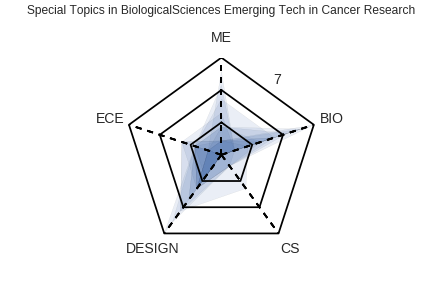 Special Topics in BiologicalSciences Emerging Tech in Cancer Research
ME
7
ECE
BIO
DESIGN
CS